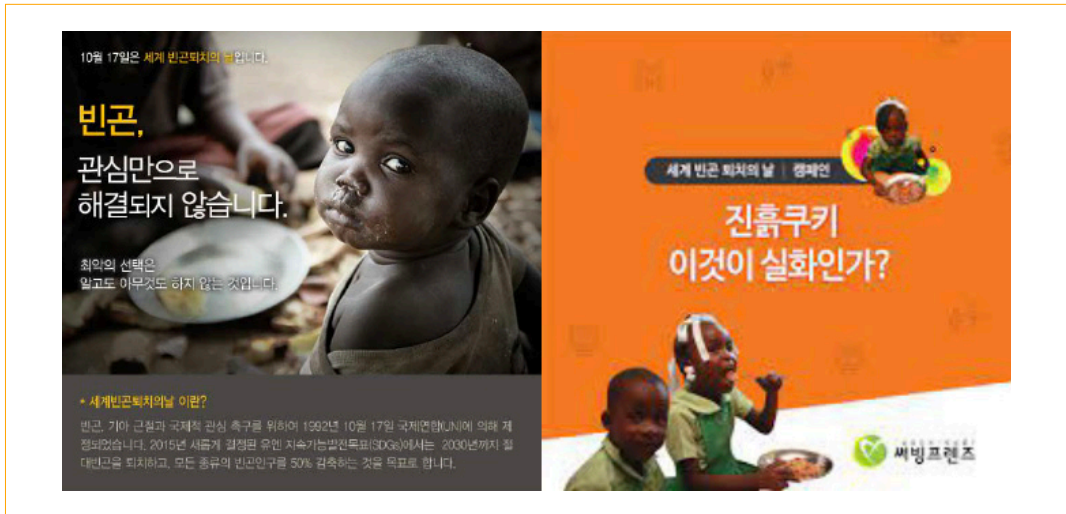 10월 17일은 세계 빈곤퇴치의 날입니다.
빈곤,
관심만으로
해결되지 않습니다.
최악의 선택은
알고도 아무것도 하지 않는 것입니다.
* 세계빈곤퇴치의날 이란?
빈곤, 기아 근절과 국제적 관심 촉구를 위하여 1992년 10월 17일 국제연합(UN)에 의해 제
정되었습니다. 2015년 새롭게 결정된 유엔 지속가능발전목표(SDGs)에서는 2030년까지 절
대빈곤을 퇴치하고, 모든 종류의 빈곤인구를 50% 감축하는 것을 목표로 합니다.
세계 빈곤 퇴치의 날 | 캠페인
진흙쿠키
이것이 실화인가?
써빙프렌즈